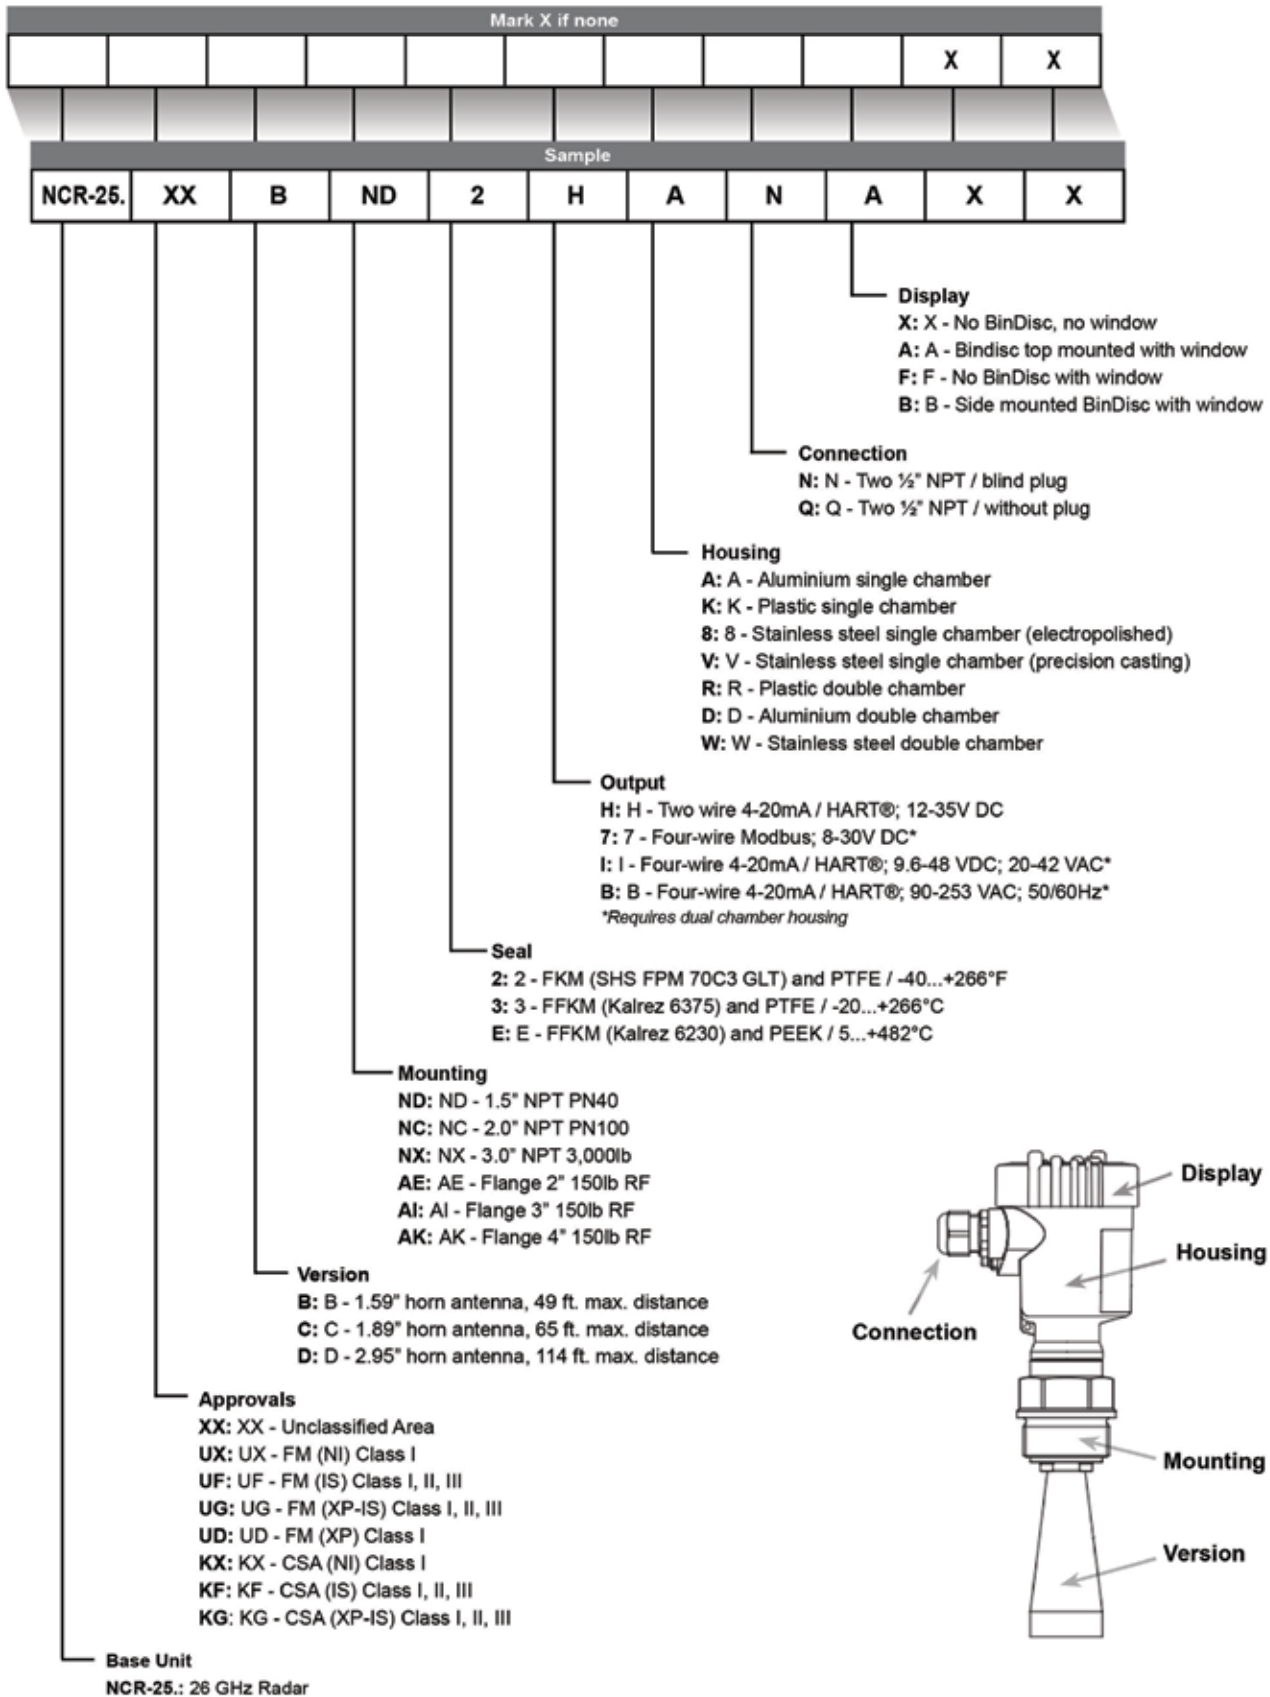 Mark X if none
X X
Sample
NCR-25. XX B ND 2 H A N A X X
Display
X: X - No BinDisc, no window
A: A - Bindisc top mounted with window
F: F - No BinDisc with window
B: B - Side mounted BinDisc with window
Connection
N: N - Two ½" NPT / blind plug
Q: Q - Two ½" NPT / without plug
Housing
A: A - Aluminium single chamber
K: K - Plastic single chamber
8: 8 - Stainless steel single chamber (electropolished)
V: V - Stainless steel single chamber (precision casting)
R: R - Plastic double chamber
D: D - Aluminium double chamber
W: W - Stainless steel double chamber
Output
H: H - Two wire 4-20mA / HART®; 12-35V DC
7: 7 - Four-wire Modbus; 8-30V DC*
I: I - Four-wire 4-20mA / HART®; 9.6-48 VDC; 20-42 VAC*
B: B - Four-wire 4-20mA / HART®; 90-253 VAC; 50/60Hz*
*Requires dual chamber housing
Seal
2: 2 - FKM (SHS FPM 70C3 GLT) and PTFE / -40...+266°F
3: 3 - FFKM (Kalrez 6375) and PTFE / -20...+266°C
E: E - FFKM (Kalrez 6230) and PEEK / 5...+482°C
Mounting
ND: ND - 1.5" NPT PN40
NC: NC - 2.0" NPT PN100
NX: NX - 3.0" NPT 3,000lb
AE: AE - Flange 2" 150lb RF
AI: AI - Flange 3" 150lb RF
AK: AK - Flange 4" 150lb RF
Version
B: B - 1.59" horn antenna, 49 ft. max. distance
C: C - 1.89" horn antenna, 65 ft. max. distance
D: D - 2.95" horn antenna, 114 ft. max. distance
Approvals
XX: XX - Unclassified Area
UX: UX - FM (NI) Class I
UF: UF - FM (IS) Class I, II, III
UG: UG - FM (XP-IS) Class I, II, III
UD: UD - FM (XP) Class I
KX: KX - CSA (NI) Class I
KF: KF - CSA (IS) Class I, II, III
KG: KG - CSA (XP-IS) Class I, II, III
Base Unit
NCR-25.: 26 GHz Radar
Display
Housing
Connection
Mounting
Version